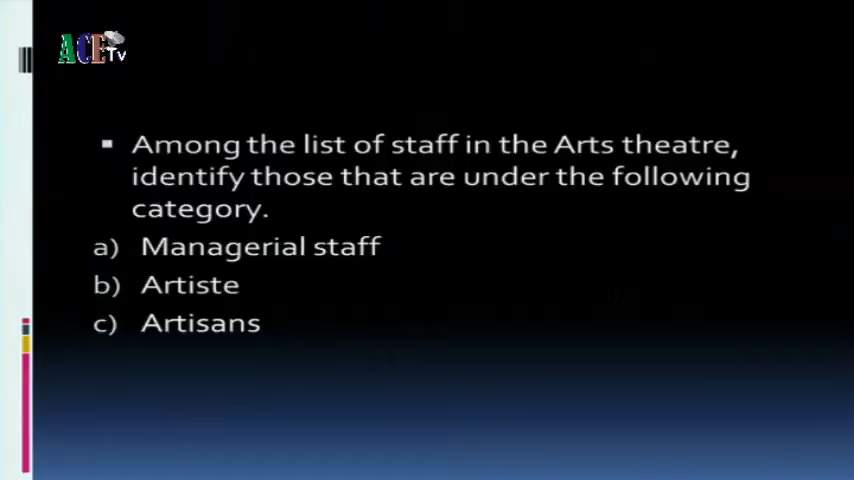 ACE Tv
Among the list of staff in the Arts theatre,
identify those that are under the following
category.
a) Managerial staff
b) Artiste
c) Artisans